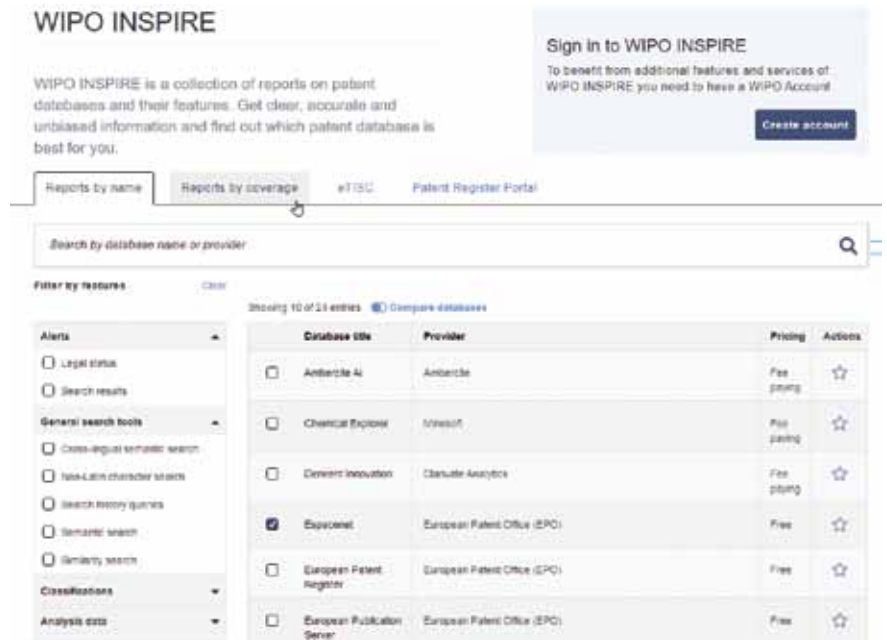 WIPO INSPIRE
WIPO INSPIRE is a collection of reports on patent
databases and their features. Get clear, accurate and
unbiased information and find out which patent database is
best for you.
Sign in to WIPO INSPIRE
To benefit from additional features and services of
WIPO INSPIRE you need to have a WIPO Account
Create account
Reports by name Reports by coverage eTISC Patent Register Portal
Search by database name or provider
Filter by features Clear
Showing 10 of 23 entries Compare databases
Alerts
Legal status
Search results
General search tools
Cross-lingual semantic search
Non-Latin character search
Search history queries
Semantic search
Similarity search
Classifications
Analysis data
Database title Provider Pricing Actions
Ambercite Ai Ambercite Fee
paying
Chemical Explorer Minesoft Fee
paying
Derwent Innovation Clarivate Analytics Fee
paying
Espacenet European Patent Office (EPO) Free
European Patent European Patent Office (EPO) Free
Register
European Publication European Patent Office (EPO) Free
Server